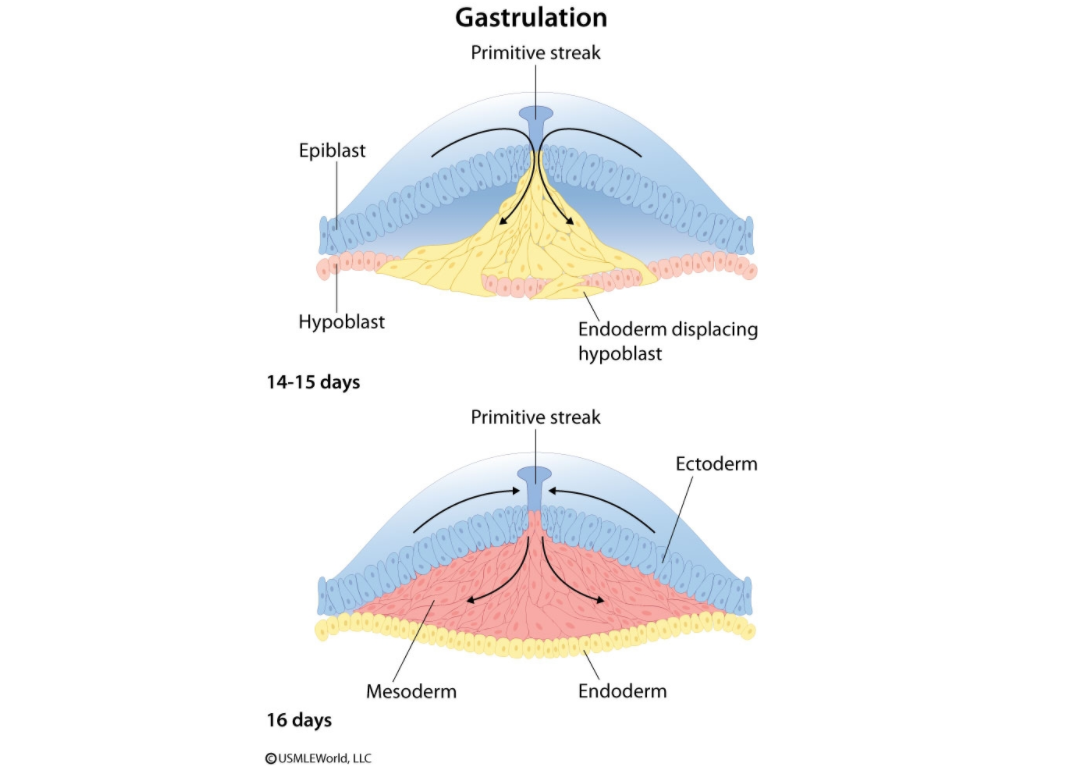 Gastrulation
Primitive streak
Epiblast
Hypoblast
Endoderm displacing
hypoblast
14-15 days
Primitive streak
Ectoderm
Mesoderm
Endoderm
16 days
©USMLEWorld, LLC